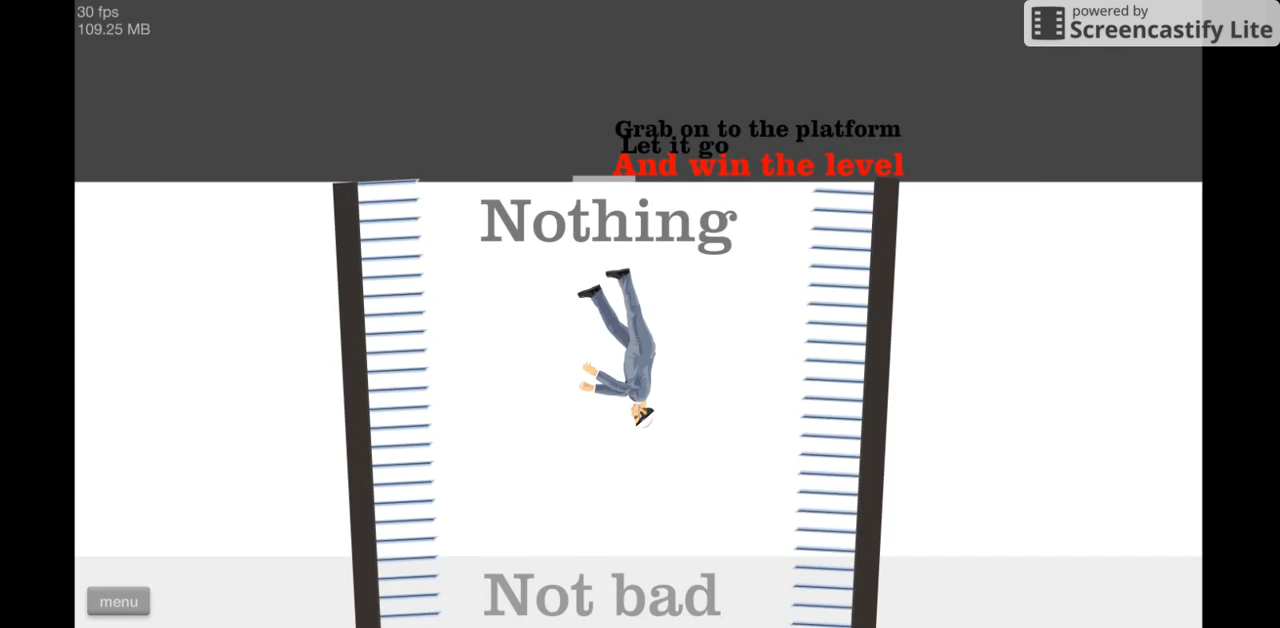 30 fps
109.25 MB
powered by
Screencastify Lite
Grab on to the platform
Let it go
And win the level
Nothing
Not bad
menu